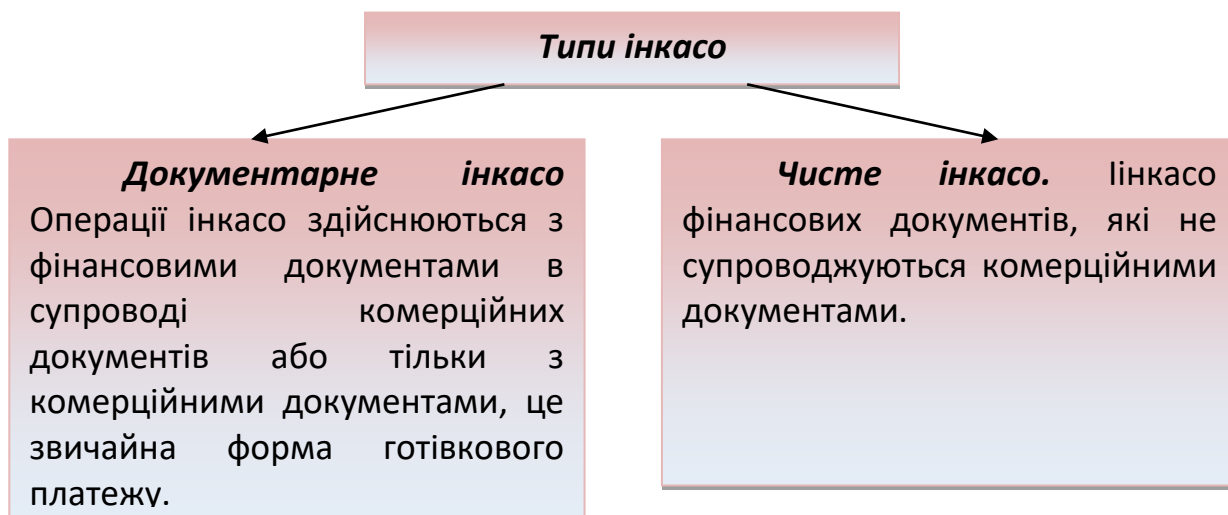 Типи інкасо
Документарне інкасо
Операції інкасо здійснюються з
фінансовими документами в
супроводі комерційних
документів або тільки з
комерційними документами, це
звичайна форма готівкового
платежу.
Чисте інкасо. Іінкасо
фінансових документів, які не
супроводжуються комерційними
документами.